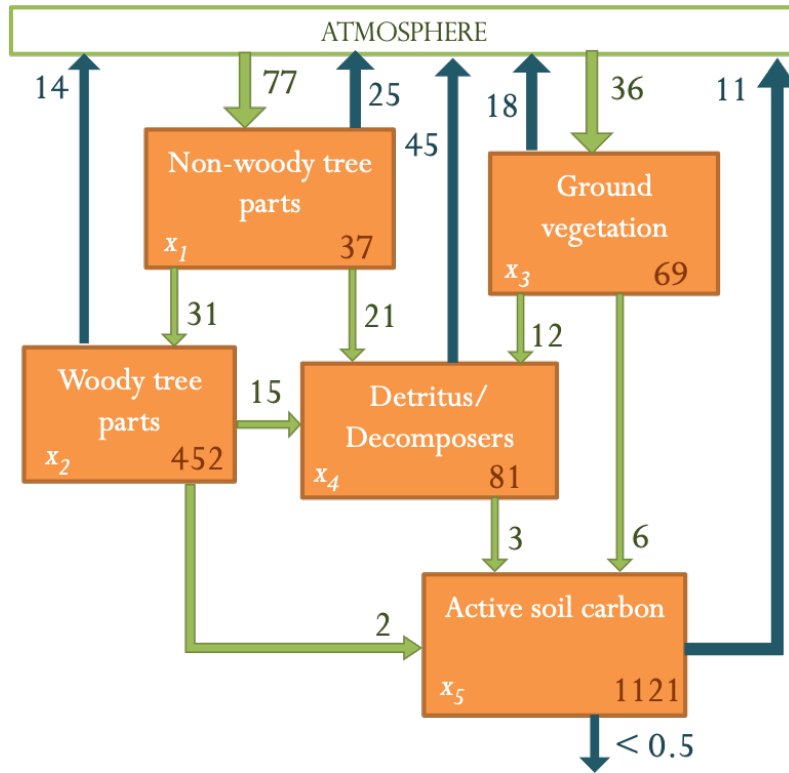 ATMOSPHERE
14
77
25
45
18
36
11
Non-woody tree
parts
x1
37
Ground
vegetation
x3
69
31
21
12
Woody tree
parts
x2
452
15
Detritus/
Decomposers
x4
81
3
6
2
Active soil carbon
x5
1121
< 0.5